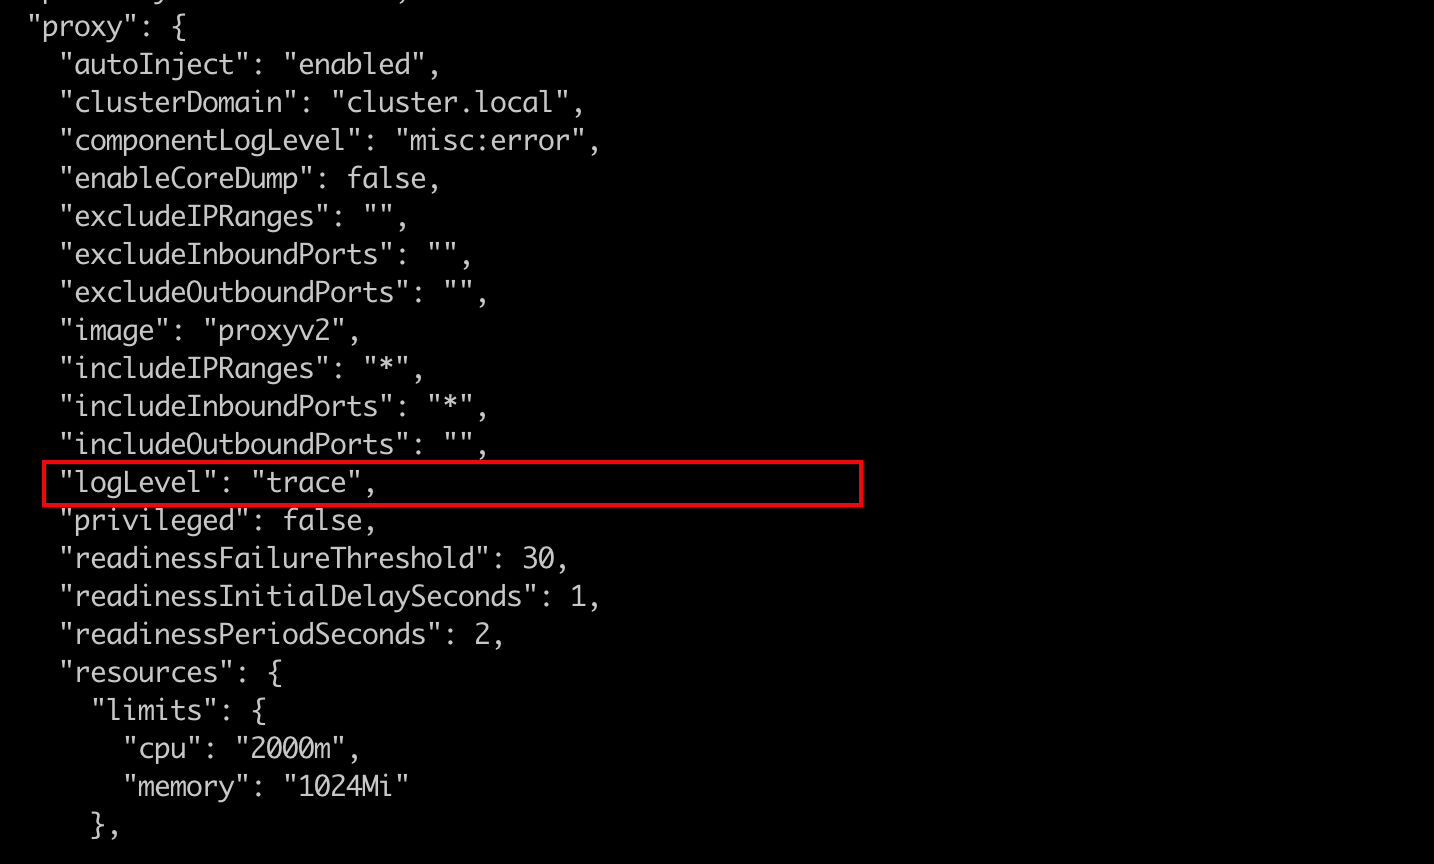 "proxy": {
"autoInject": "enabled",
"clusterDomain": "cluster.local",
"componentLogLevel": "misc:error",
"enableCoreDump": false,
"excludeIPRanges": "",
"excludeInboundPorts": "",
"excludeOutboundPorts": "",
"image": "proxyv2",
"includeIPRanges": "*",
"includeInboundPorts": "*",
"includeOutboundPorts": "",
"logLevel": "trace",
"privileged": false,
"readinessFailureThreshold": 30,
"readinessInitialDelaySeconds": 1,
"readinessPeriodSeconds": 2,
"resources": {
"limits": {
"cpu": "2000m",
"memory": "1024Mi"
},